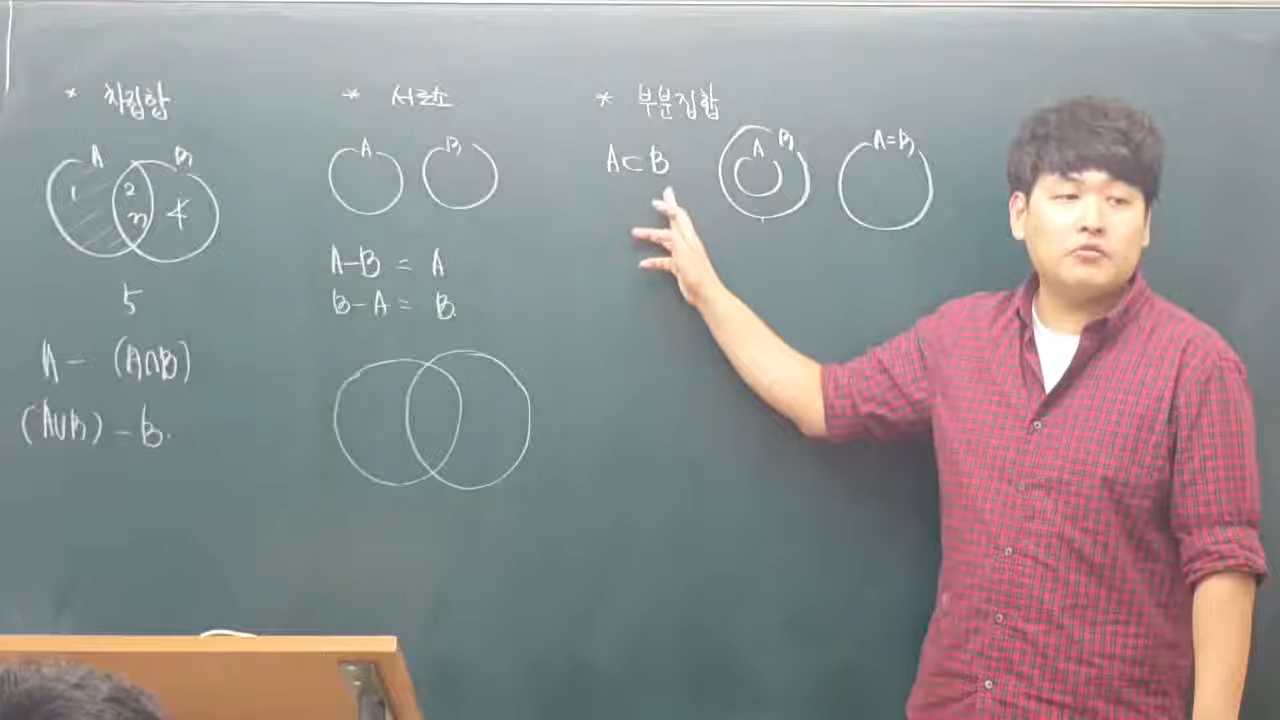 * 차집합
A B
1 2 3 4
5
A - (A∩B)
(A∪B) - B.
* 서로소
A B
A-B = A
B-A = B.
* 부분집합
A⊂B
A B
A=B